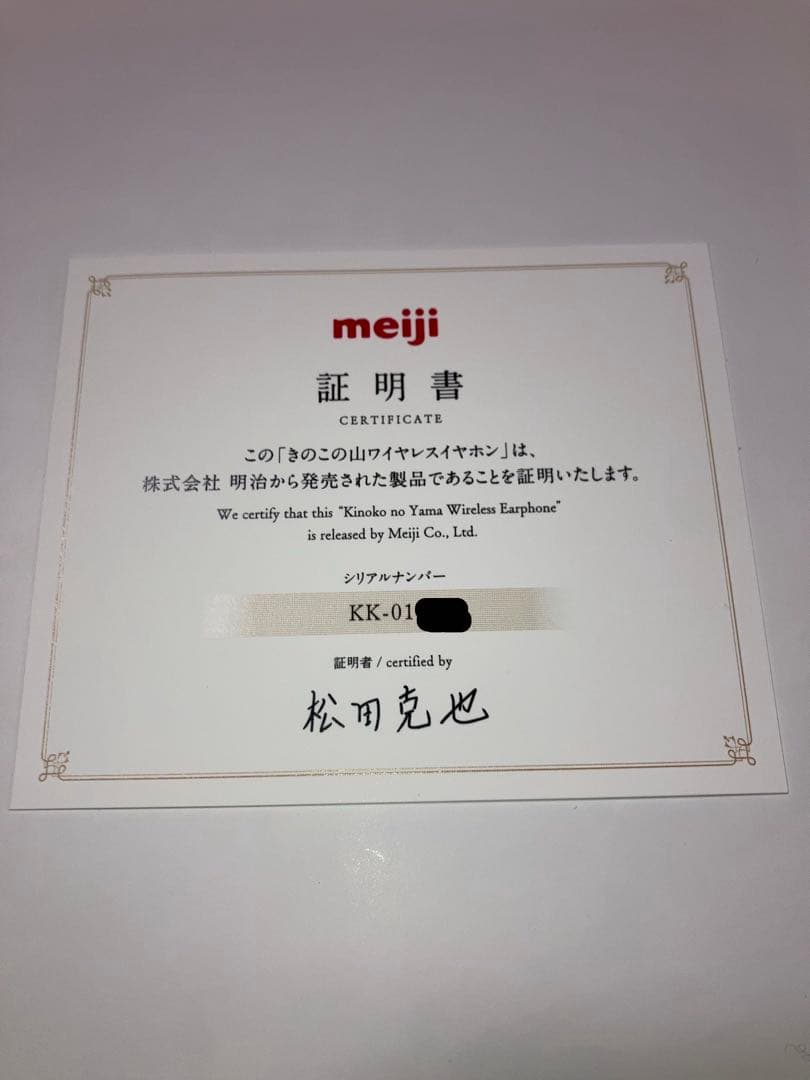 meiji
証明書
CERTIFICATE
この「きのこの山ワイヤレスイヤホン」は、
株式会社 明治から発売された製品であることを証明いたします。
We certify that this "Kinoko no Yama Wireless Earphone"
is released by Meiji Co., Ltd.
シリアルナンバー
KK-01
証明者 / certified by
松田克也